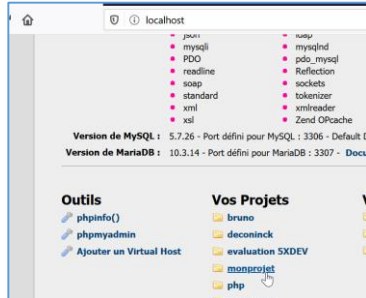 localhost
json ldap
mysqli mysqlnd
PDO pdo_mysql
readline Reflection
soap sockets
standard tokenizer
xml xmlreader
xsl Zend OPcache
Version de MySQL : 5.7.26 - Port défini pour MySQL : 3306 - Default
Version de MariaDB : 10.3.14 - Port défini pour MariaDB : 3307 - Docu
Outils Vos Projets
phpinfo() bruno
phpmyadmin deconinck
Ajouter un Virtual Host evaluation 5XDEV
monprojet
php